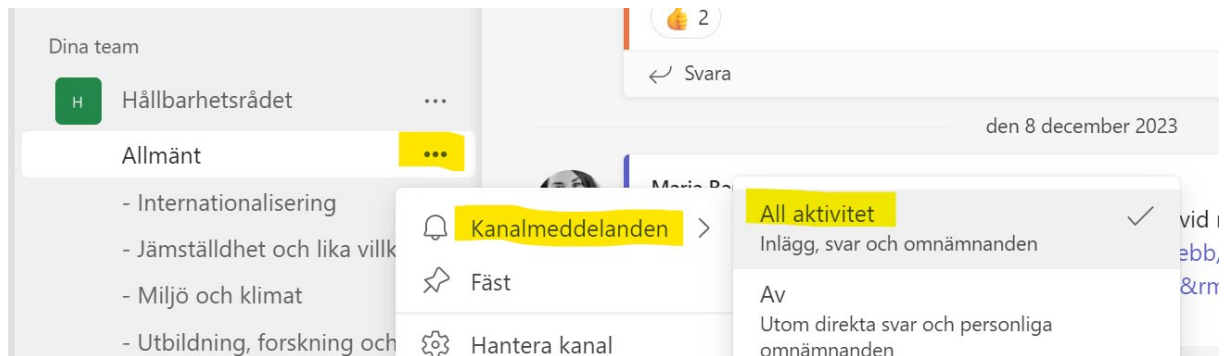 2
Svara
Dina team
H Hållbarhetsrådet ...
den 8 december 2023
Allmänt ...
Maria
- Internationalisering
- Jämställdhet och lika
- Miljö och klimat
- Utbildning, forskning och
Kanalmeddelanden
Fäst
Hantera kanal
All aktivitet
Inlägg, svar och omnämnanden
Av
Utom direkta svar och personliga
omnämnanden